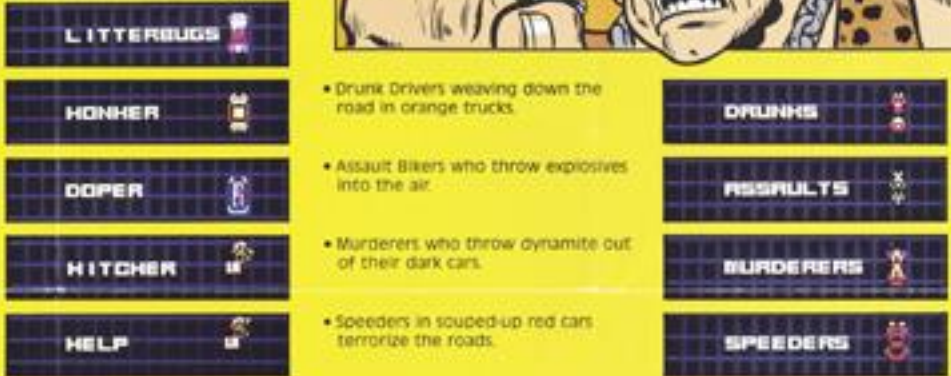 LITTERBUGS
HONKER
DOPER
HITCHER
HELP
• Drunk Drivers weaving down the
road in orange trucks.
• Assault Bikers who throw explosives
into the air.
• Murderers who throw dynamite out
of their dark cars.
• Speeders in souped-up red cars
terrorize the roads.
DRUNKS
ASSAULTS
MURDERERS
SPEEDERS